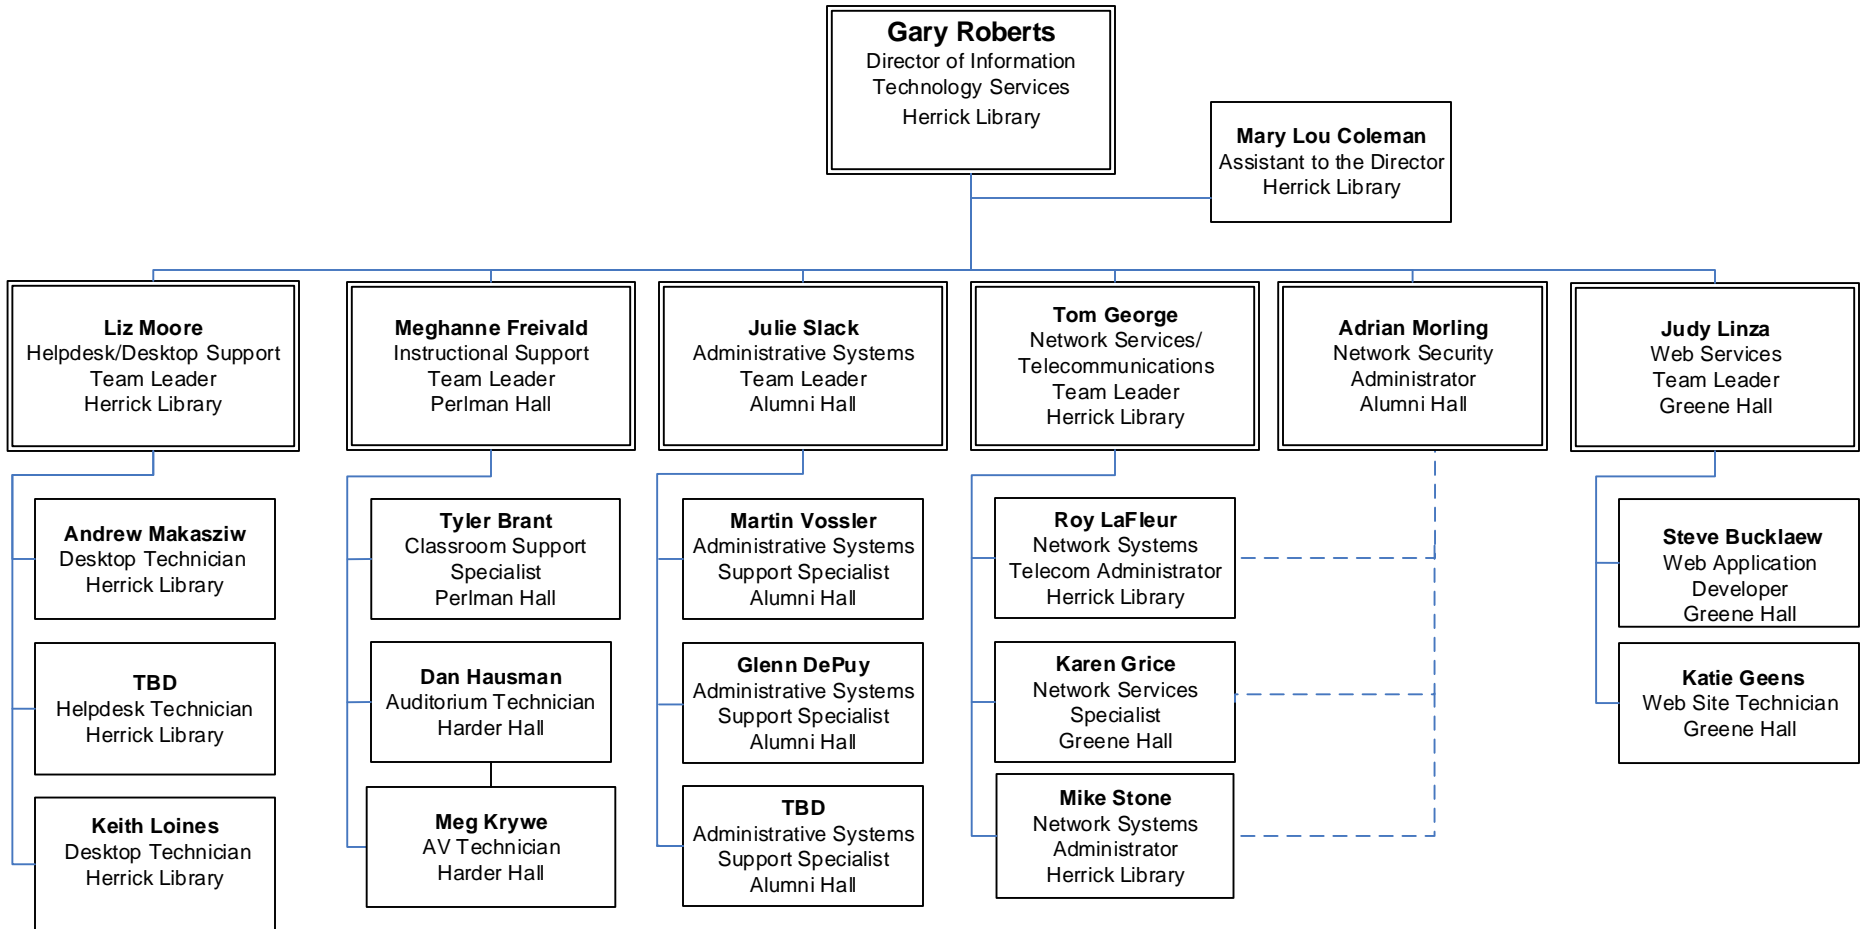 Gary Roberts
Director of Information
Technology Services
Herrick Library
Mary Lou Coleman
Assistant to the Director
Herrick Library
Liz Moore
Helpdesk/Desktop Support
Team Leader
Herrick Library
Meghanne Freivald
Instructional Support
Team Leader
Perlman Hall
Julie Slack
Administrative Systems
Team Leader
Alumni Hall
Tom George
Network Services/
Telecommunications
Team Leader
Herrick Library
Adrian Morling
Network Security
Administrator
Alumni Hall
Judy Linza
Web Services
Team Leader
Greene Hall
Andrew Makasziw
Desktop Technician
Herrick Library
TBD
Helpdesk Technician
Herrick Library
Keith Loines
Desktop Technician
Herrick Library
Tyler Brant
Classroom Support
Specialist
Perlman Hall
Dan Hausman
Auditorium Technician
Harder Hall
Meg Krywe
AV Technician
Harder Hall
Martin Vossler
Administrative Systems
Support Specialist
Alumni Hall
Glenn DePuy
Administrative Systems
Support Specialist
Alumni Hall
TBD
Administrative Systems
Support Specialist
Alumni Hall
Roy LaFleur
Network Systems
Telecom Administrator
Herrick Library
Karen Grice
Network Services
Specialist
Greene Hall
Mike Stone
Network Systems
Administrator
Herrick Library
Steve Bucklaew
Web Application
Developer
Greene Hall
Katie Geens
Web Site Technician
Greene Hall